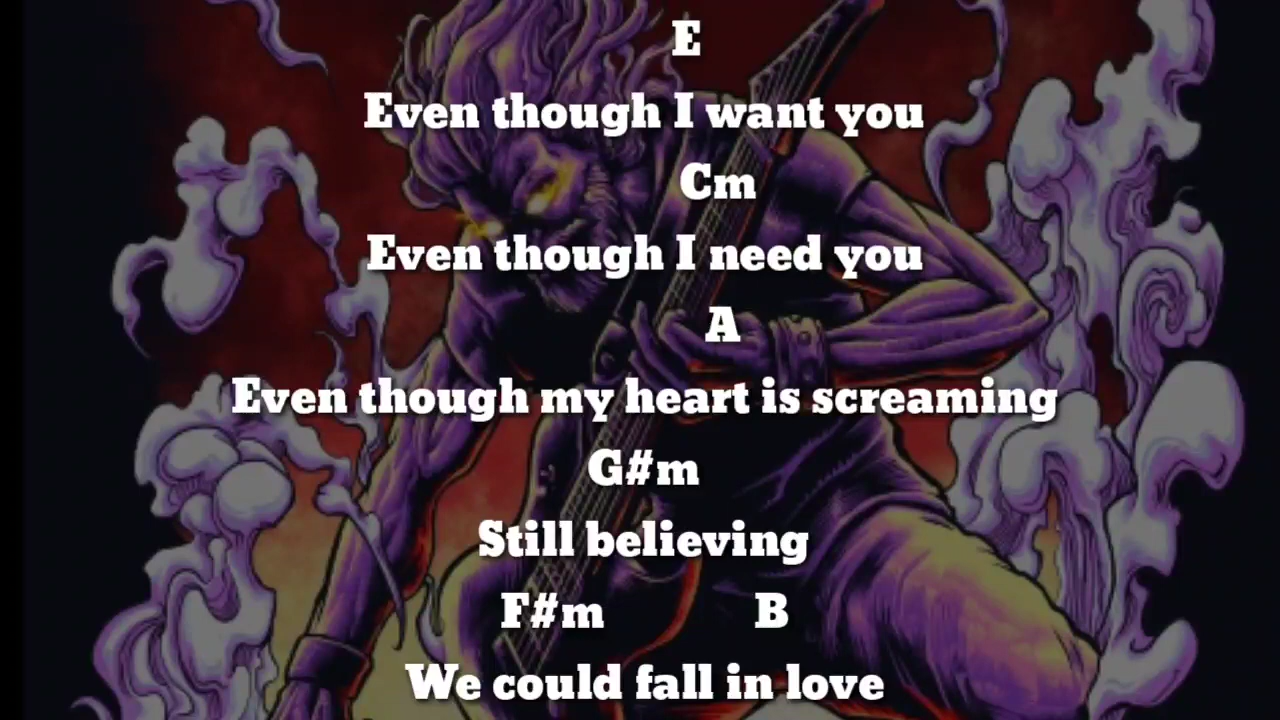 E
Even though I want you
Cm
Even though I need you
A
Even though my heart is screaming
G#m
Still believing
F#m B
We could fall in love